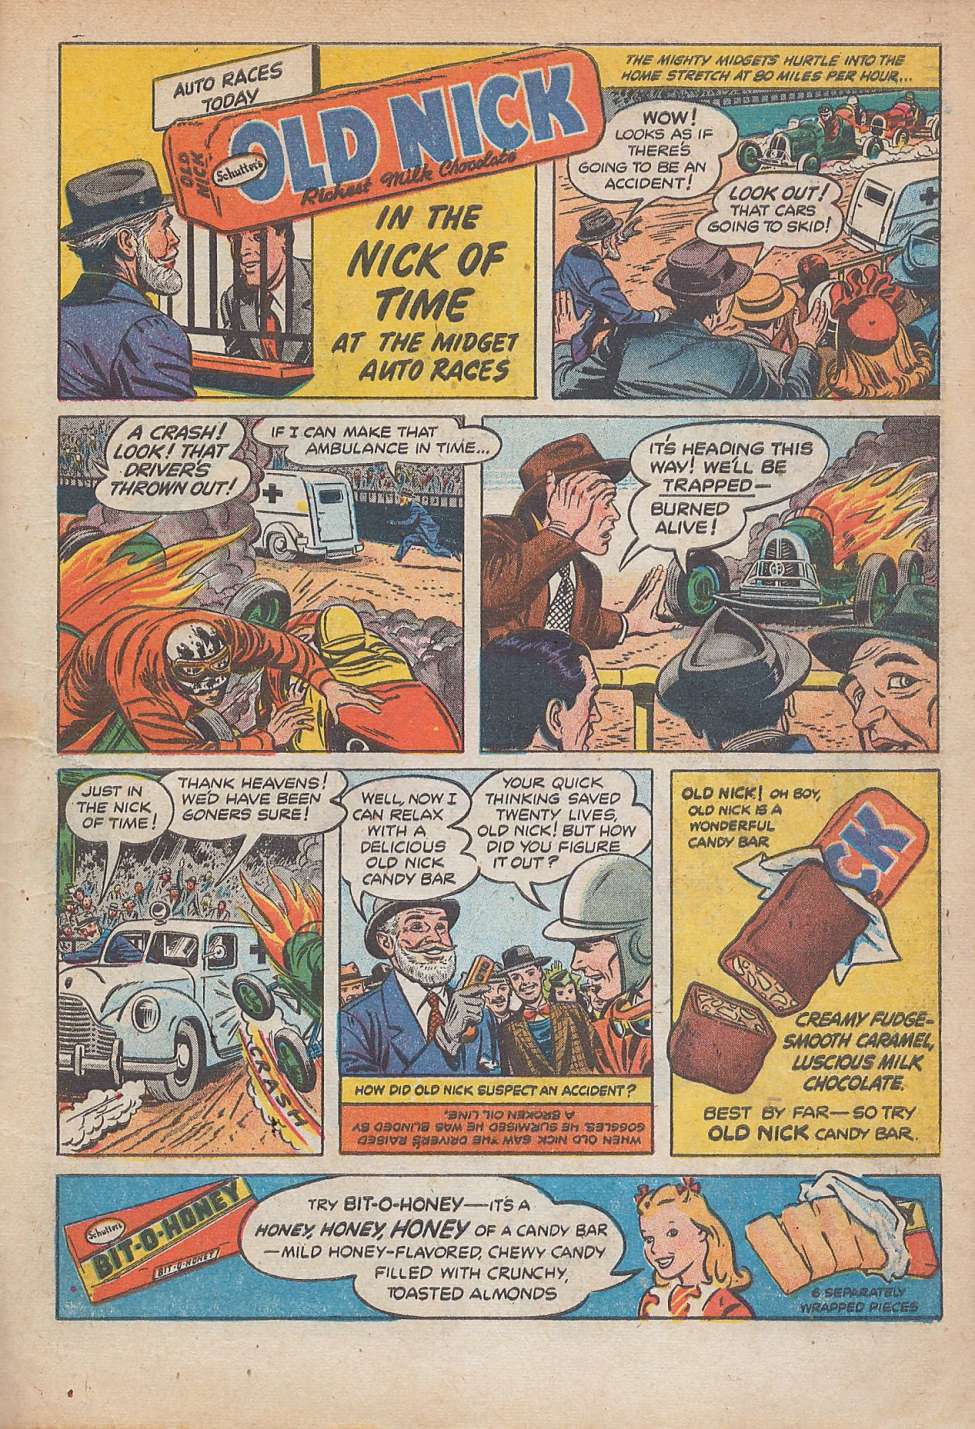 AUTO RACES
TODAY
OLD NICK
Schutter's
OLD NICK
Richest Milk Chocolate
IN THE
NICK OF
TIME
AT THE MIDGET
AUTO RACES
THE MIGHTY MIDGETS HURTLE INTO THE
HOME STRETCH AT 80 MILES PER HOUR...
WOW!
LOOKS AS IF
THERE'S
GOING TO BE AN
ACCIDENT!
LOOK OUT!
THAT CARS
GOING TO SKID!
A CRASH!
LOOK! THAT
DRIVER'S
THROWN OUT!
IF I CAN MAKE THAT
AMBULANCE IN TIME...
IT'S HEADING THIS
WAY! WE'LL BE
TRAPPED—
BURNED
ALIVE!
JUST IN
THE NICK
OF TIME!
THANK HEAVENS!
WE'D HAVE BEEN
GONERS SURE!
CRASH
WELL, NOW I
CAN RELAX
WITH A
DELICIOUS
OLD NICK
CANDY BAR
YOUR QUICK
THINKING SAVED
TWENTY LIVES,
OLD NICK! BUT HOW
DID YOU FIGURE
IT OUT?
HOW DID OLD NICK SUSPECT AN ACCIDENT?
WHEN OLD NICK SAW THE DRIVER'S RAISED
GOGGLES, HE SURMISED HE WAS BLINDED BY
A BROKEN OIL LINE.
OLD NICK! OH BOY,
OLD NICK IS A
WONDERFUL
CANDY BAR
CK
CREAMY FUDGE-
SMOOTH CARAMEL,
LUSCIOUS MILK
CHOCOLATE.
BEST BY FAR—SO TRY
OLD NICK CANDY BAR.
Schutter's
BIT-O-HONEY
BIT-O-HONEY
TRY BIT-O-HONEY—IT'S A
HONEY, HONEY, HONEY OF A CANDY BAR
—MILD HONEY-FLAVORED, CHEWY CANDY
FILLED WITH CRUNCHY,
TOASTED ALMONDS
6 SEPARATELY
WRAPPED PIECES